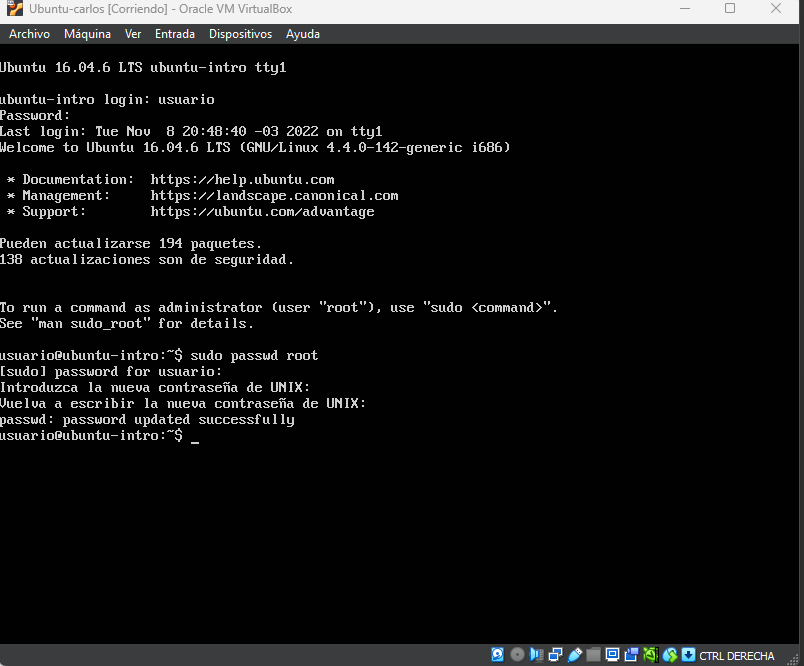 Ubuntu-carlos [Corriendo] - Oracle VM VirtualBox
Archivo Máquina Ver Entrada Dispositivos Ayuda
Ubuntu 16.04.6 LTS ubuntu-intro tty1
ubuntu-intro login: usuario
Password:
Last login: Tue Nov  8 20:48:40 -03 2022 on tty1
Welcome to Ubuntu 16.04.6 LTS (GNU/Linux 4.4.0-142-generic i686)
 * Documentation:  https://help.ubuntu.com
 * Management:     https://landscape.canonical.com
 * Support:        https://ubuntu.com/advantage
Pueden actualizarse 194 paquetes.
138 actualizaciones son de seguridad.
To run a command as administrator (user "root"), use "sudo <command>".
See "man sudo_root" for details.
usuario@ubuntu-intro:~$ sudo passwd root
[sudo] password for usuario:
Introduzca la nueva contraseña de UNIX:
Vuelva a escribir la nueva contraseña de UNIX:
passwd: password updated successfully
usuario@ubuntu-intro:~$ _
CTRL DERECHA